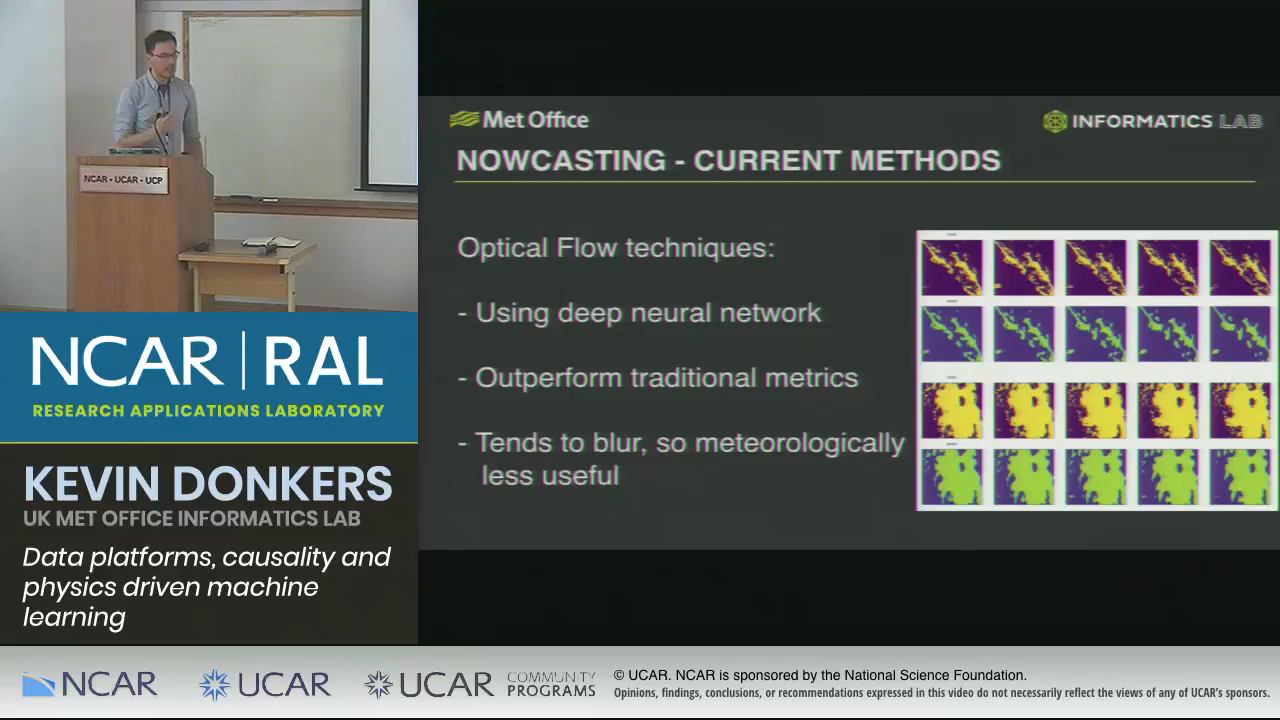 NCAR - UCAR - UCP
NCAR | RAL
RESEARCH APPLICATIONS LABORATORY
KEVIN DONKERS
UK MET OFFICE INFORMATICS LAB
Data platforms, causality and
physics driven machine
learning
Met Office
INFORMATICS LAB
NOWCASTING - CURRENT METHODS
Optical Flow techniques:
- Using deep neural network
- Outperform traditional metrics
- Tends to blur, so meteorologically
less useful
NCAR
UCAR
UCAR
COMMUNITY
PROGRAMS
© UCAR. NCAR is sponsored by the National Science Foundation.
Opinions, findings, conclusions, or recommendations expressed in this video do not necessarily reflect the views of any of UCAR's sponsors.